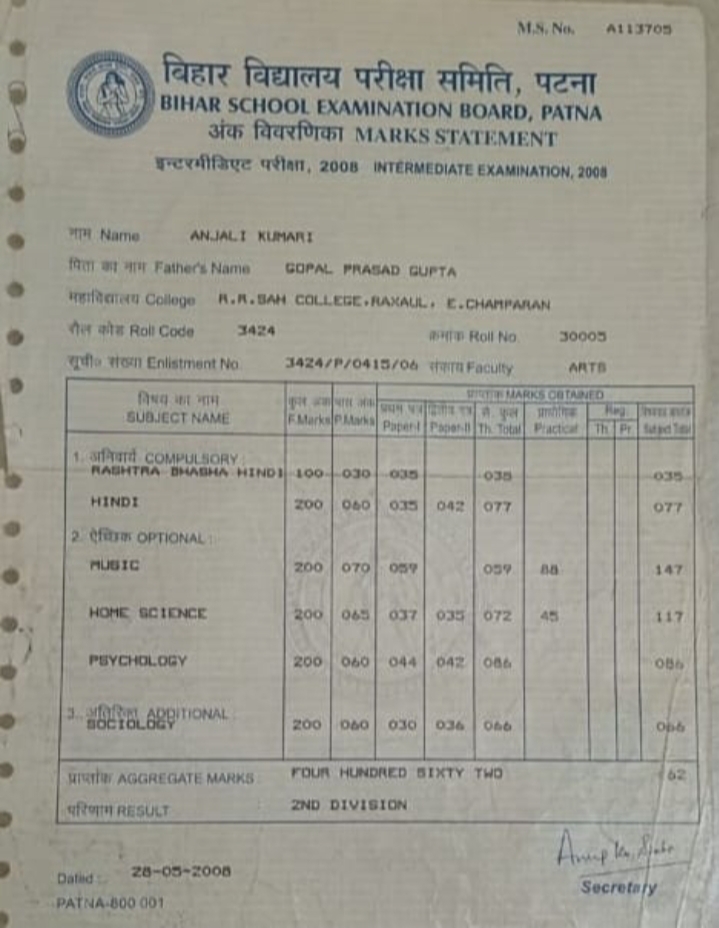 M.S. No. A113705
बिहार विद्यालय परीक्षा समिति, पटना
BIHAR SCHOOL EXAMINATION BOARD, PATNA
अंक विवरणिका MARKS STATEMENT
इन्टरमीडिएट परीक्षा, 2008 INTERMEDIATE EXAMINATION, 2008
नाम Name ANJALI KUMARI
पिता का नाम Father's Name GOPAL PRASAD GUPTA
महाविद्यालय College R.R.SAH COLLEGE,RAXAUL, E.CHAMPARAN
रौल कोड Roll Code 3424 क्रमांक Roll No. 30005
सूची० संख्या Enlistment No. 3424/P/0415/06 संकाय Faculty ARTS
विषय का नाम कुल अंक पास अंक प्राप्तांक MARKS OBTAINED
SUBJECT NAME F.Marks P.Marks प्रथम पत्र द्वितीय पत्र से. कुल प्रायोगिक Reg.
Paper-I Paper-II Th. Total Practical Th. Pr. Subject Total
1. अनिवार्य COMPULSORY :
RASHTRA BHASHA HINDI 100 030 035 035 035
HINDI 200 060 035 042 077 077
2. ऐच्छिक OPTIONAL :
MUSIC 200 070 059 059 88 147
HOME SCIENCE 200 065 037 035 072 45 117
PSYCHOLOGY 200 060 044 042 086 086
3. अतिरिक्त ADDITIONAL :
SOCIOLOGY 200 060 030 036 066 066
प्राप्तांक AGGREGATE MARKS FOUR HUNDRED SIXTY TWO 62
परिणाम RESULT 2ND DIVISION
Dated : 28-05-2008
Secretary
PATNA-800 001